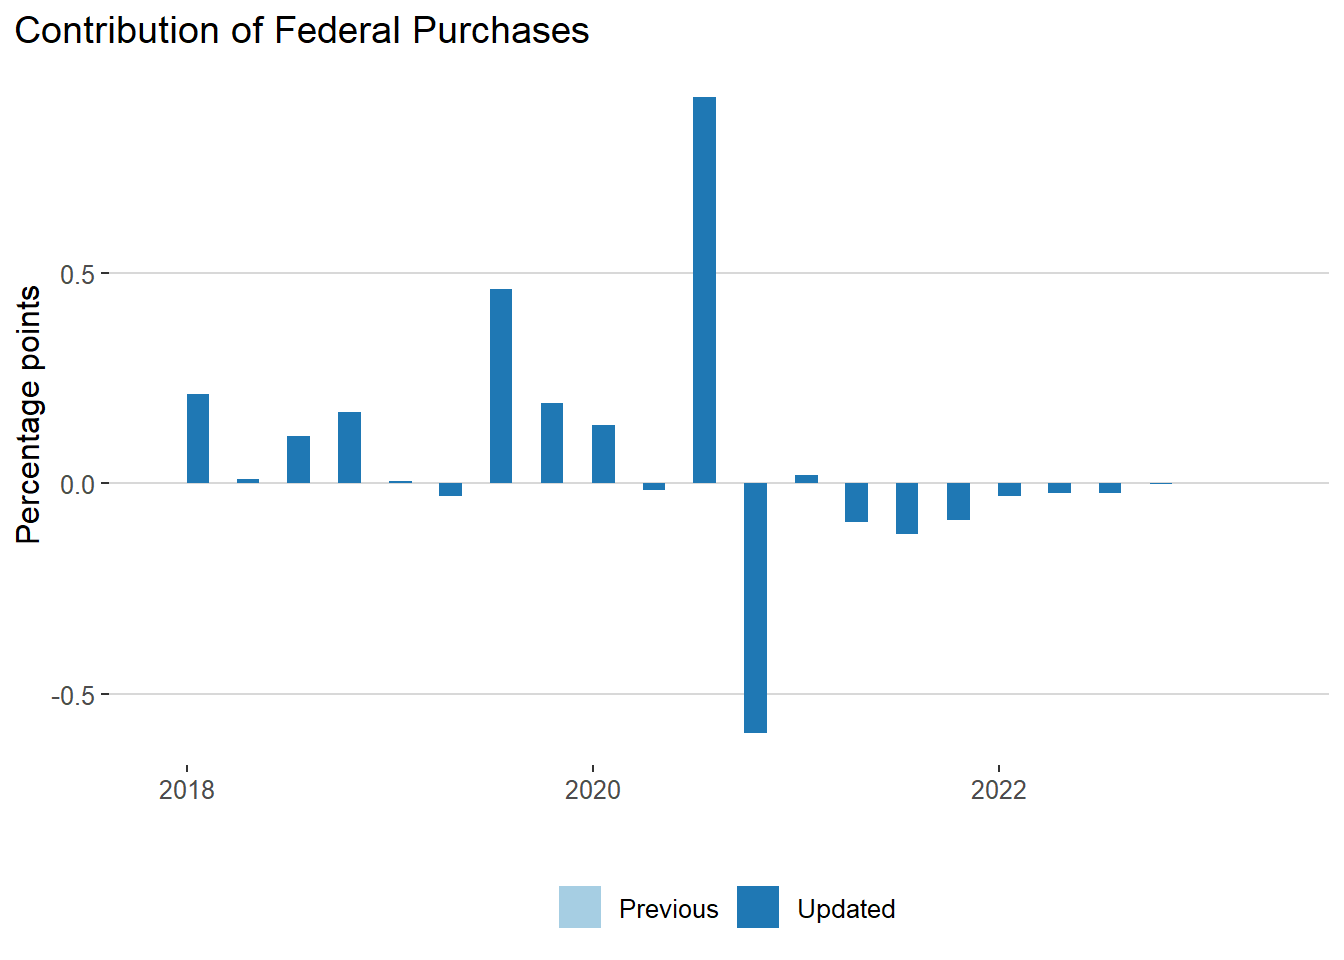 Contribution of Federal Purchases
Percentage points
0.5
0.0
-0.5
2018 2020 2022
Previous Updated